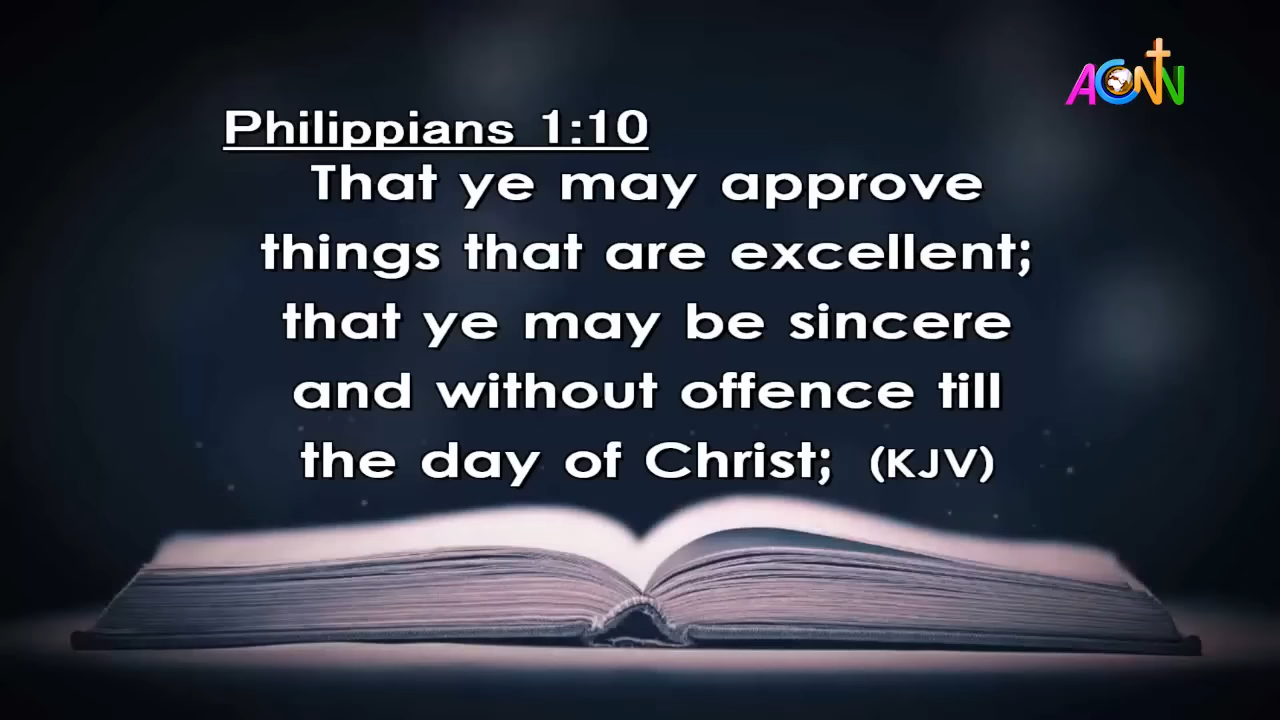 ACNN
Philippians 1:10
That ye may approve
things that are excellent;
that ye may be sincere
and without offence till
the day of Christ; (KJV)